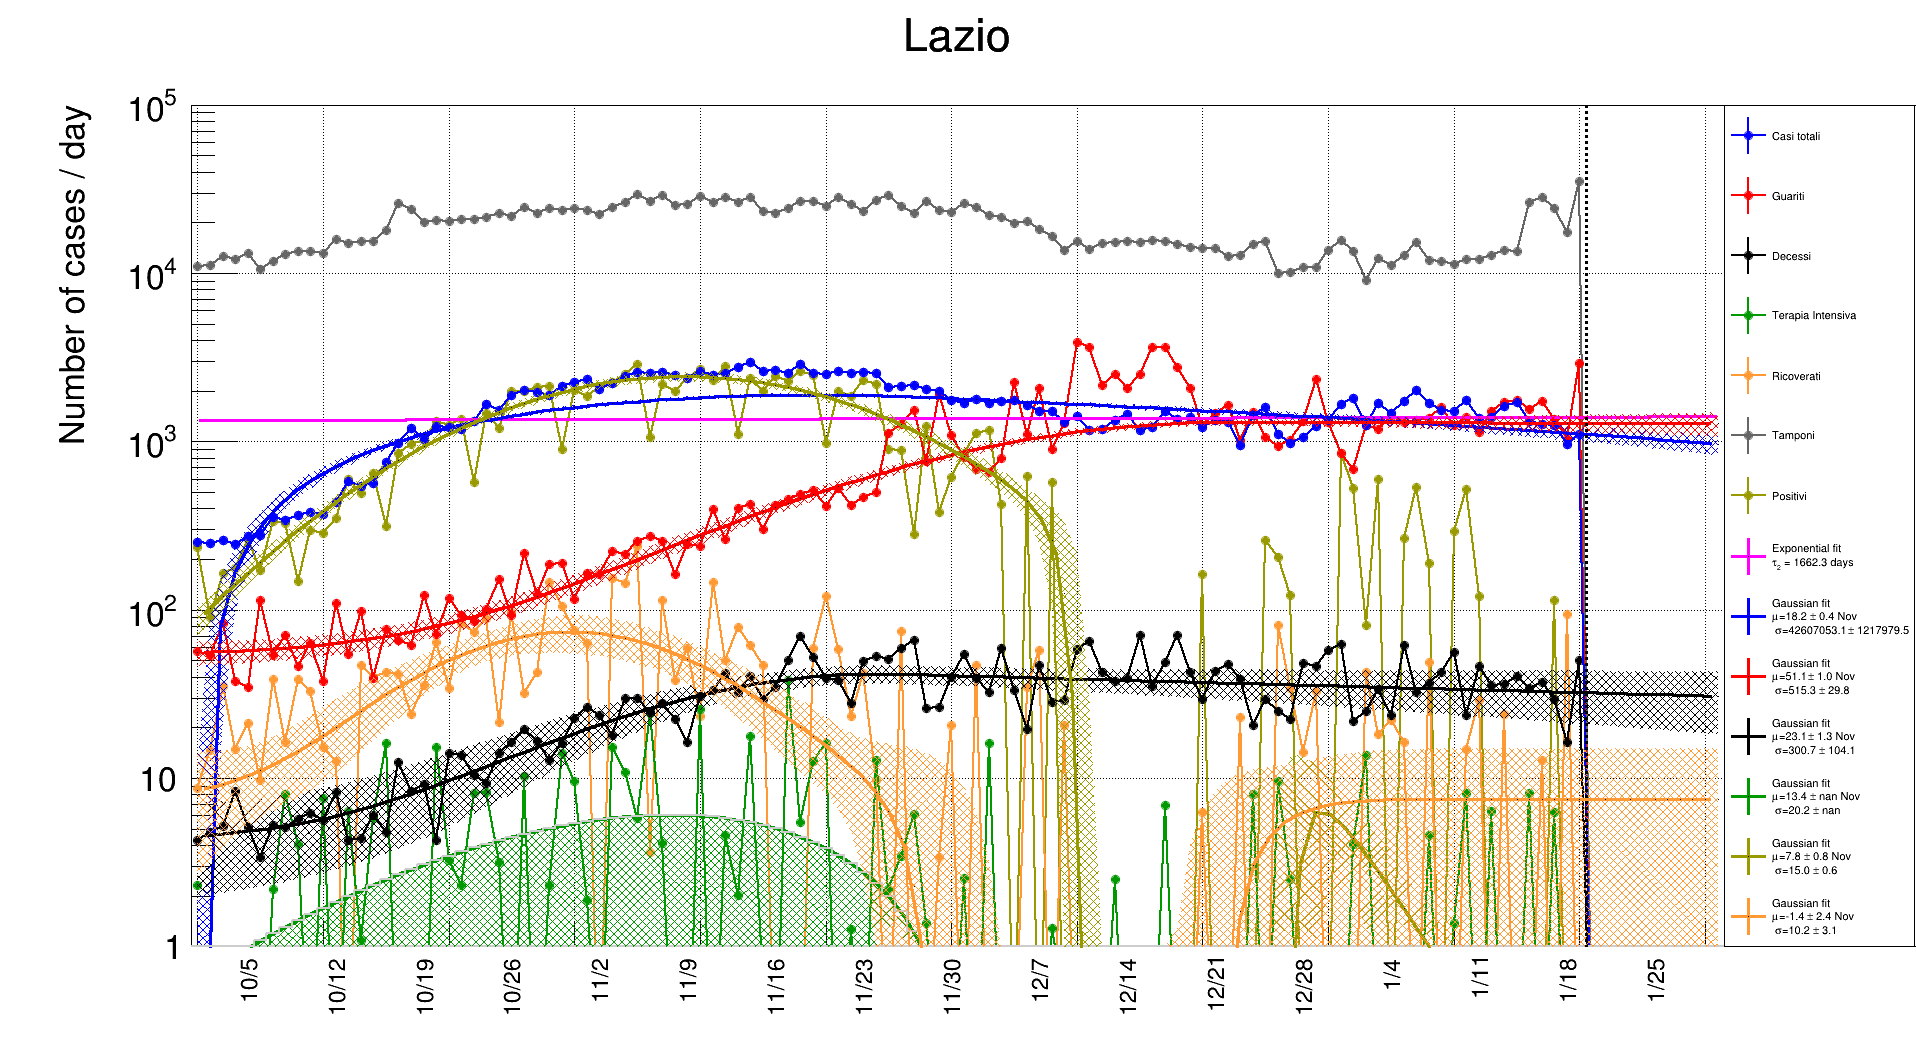 Lazio
Number of cases / day
10^5
10^4
10^3
10^2
10
1
10/5
10/12
10/19
10/26
11/2
11/9
11/16
11/23
11/30
12/7
12/14
12/21
12/28
1/4
1/11
1/18
1/25
Casi totali
Guariti
Decessi
Terapia Intensiva
Ricoverati
Tamponi
Positivi
Exponential fit
τ_2 = 1662.3 days
Gaussian fit
μ=18.2 ± 0.4 Nov
σ=42607053.1 ± 1217979.5
Gaussian fit
μ=51.1 ± 1.0 Nov
σ=515.3 ± 29.8
Gaussian fit
μ=23.1 ± 1.3 Nov
σ=300.7 ± 104.1
Gaussian fit
μ=13.4 ± nan Nov
σ=20.2 ± nan
Gaussian fit
μ=7.8 ± 0.8 Nov
σ=15.0 ± 0.6
Gaussian fit
μ=-1.4 ± 2.4 Nov
σ=10.2 ± 3.1